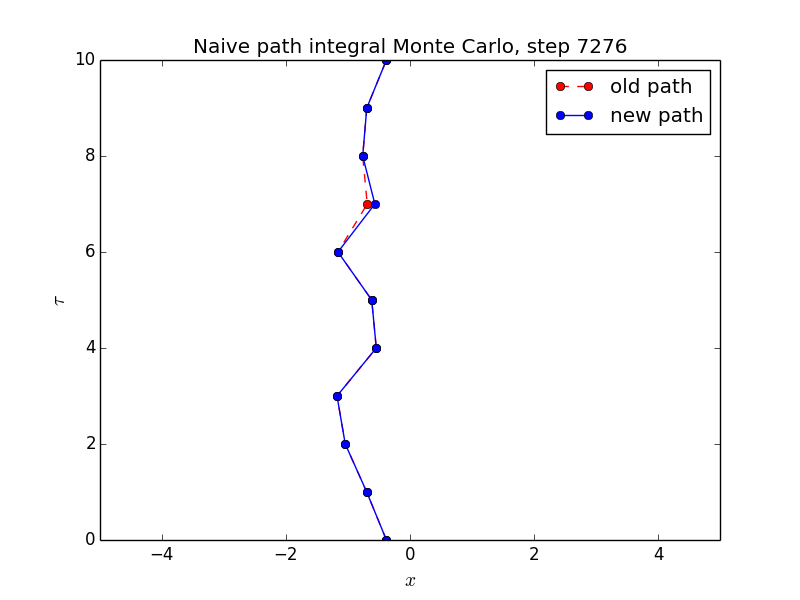 Naive path integral Monte Carlo, step 7276
old path
new path
10
8
6
4
2
0
τ
−4
−2
0
2
4
x